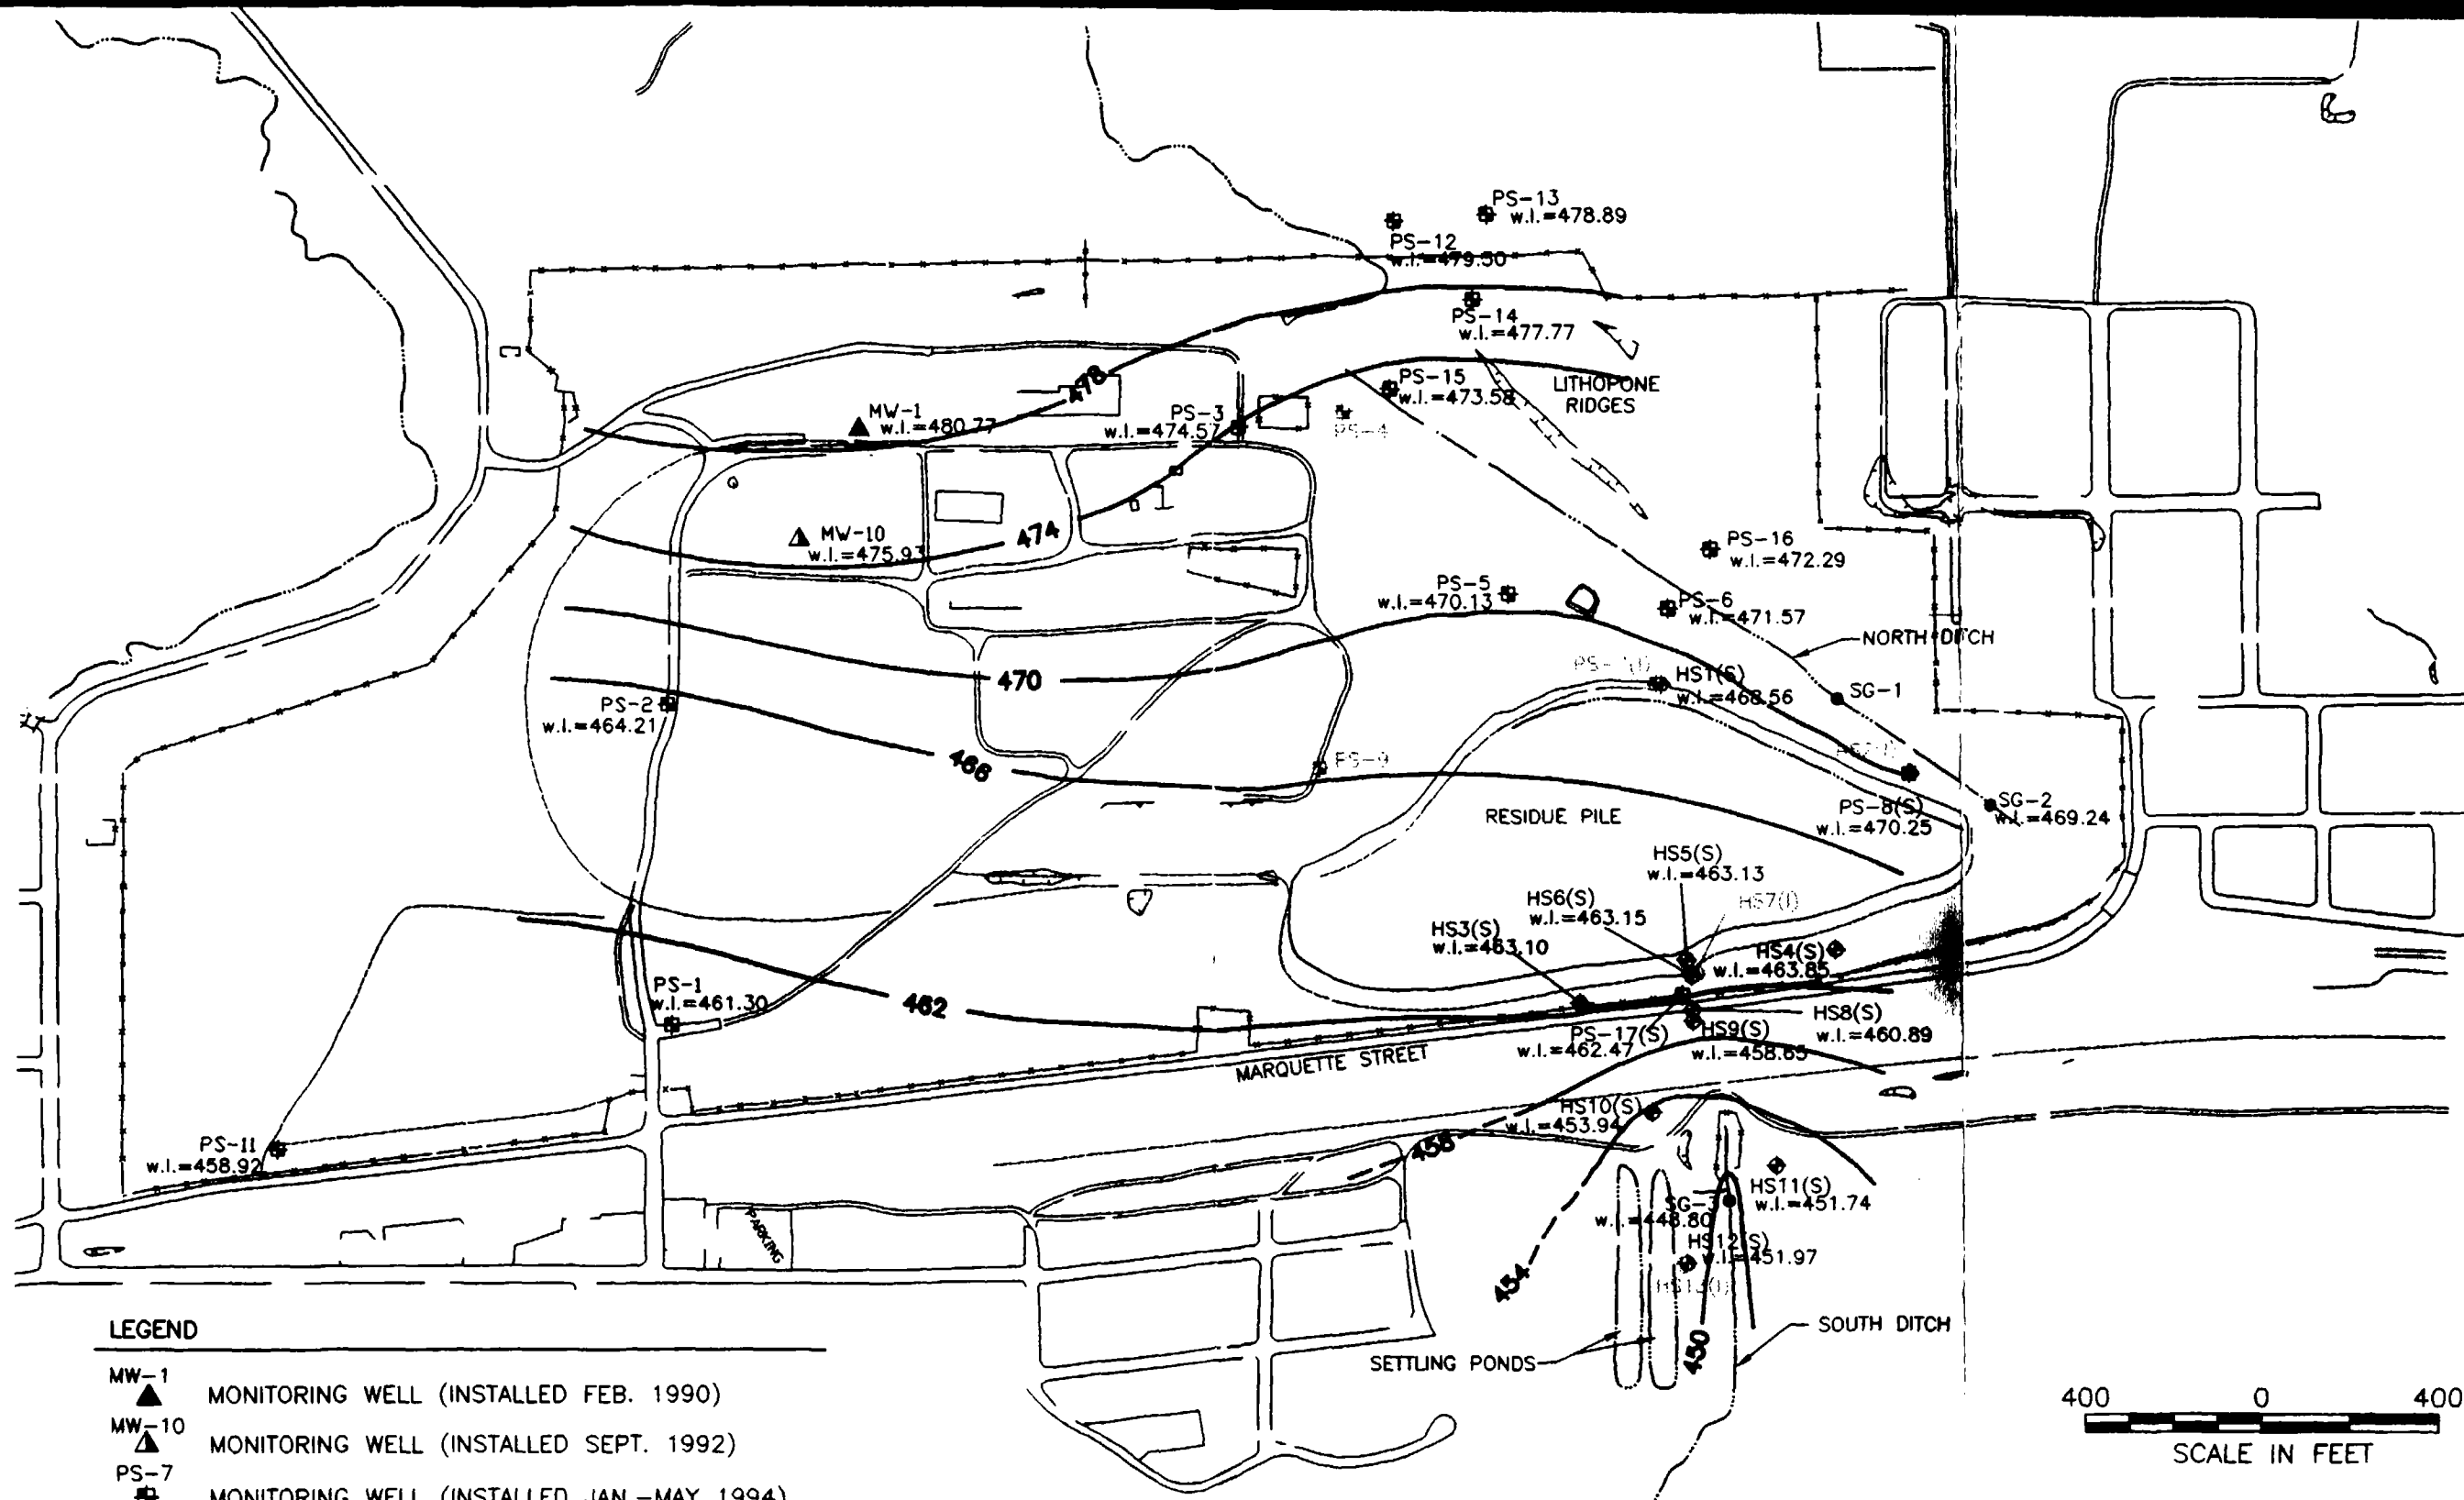 PS-13
w.l.=478.89
PS-12
w.l.=479.50
PS-14
w.l.=477.77
478
LITHOPONE
RIDGES
PS-15
w.l.=473.58
MW-1
w.l.=480.77
PS-3
w.l.=474.57
PS-4
MW-10
w.l.=475.93
474
PS-16
w.l.=472.29
PS-5
w.l.=470.13
PS-6
w.l.=471.57
NORTH DITCH
470
HS1(S)
w.l.=468.56
SG-1
PS-2
w.l.=464.21
466
PS-9
SG-2
w.l.=469.24
PS-8(S)
w.l.=470.25
RESIDUE PILE
HS5(S)
w.l.=463.13
HS7(I)
HS6(S)
w.l.=463.15
HS3(S)
w.l.=463.10
HS4(S)
w.l.=463.85
PS-1
w.l.=461.30
462
HS8(S)
w.l.=460.89
PS-17(S)
w.l.=462.47
HS9(S)
w.l.=458.65
MARQUETTE STREET
HS10(S)
w.l.=453.94
458
PS-11
w.l.=458.92
HS11(S)
w.l.=451.74
SG-3
w.l.=448.80
HS12(S)
w.l.=451.97
HS13(I)
PARKING
454
450
SOUTH DITCH
SETTLING PONDS
LEGEND
MW-1
MONITORING WELL (INSTALLED FEB. 1990)
MW-10
MONITORING WELL (INSTALLED SEPT. 1992)
PS-7
MONITORING WELL (INSTALLED JAN.-MAY 1994)
400 0 400
SCALE IN FEET